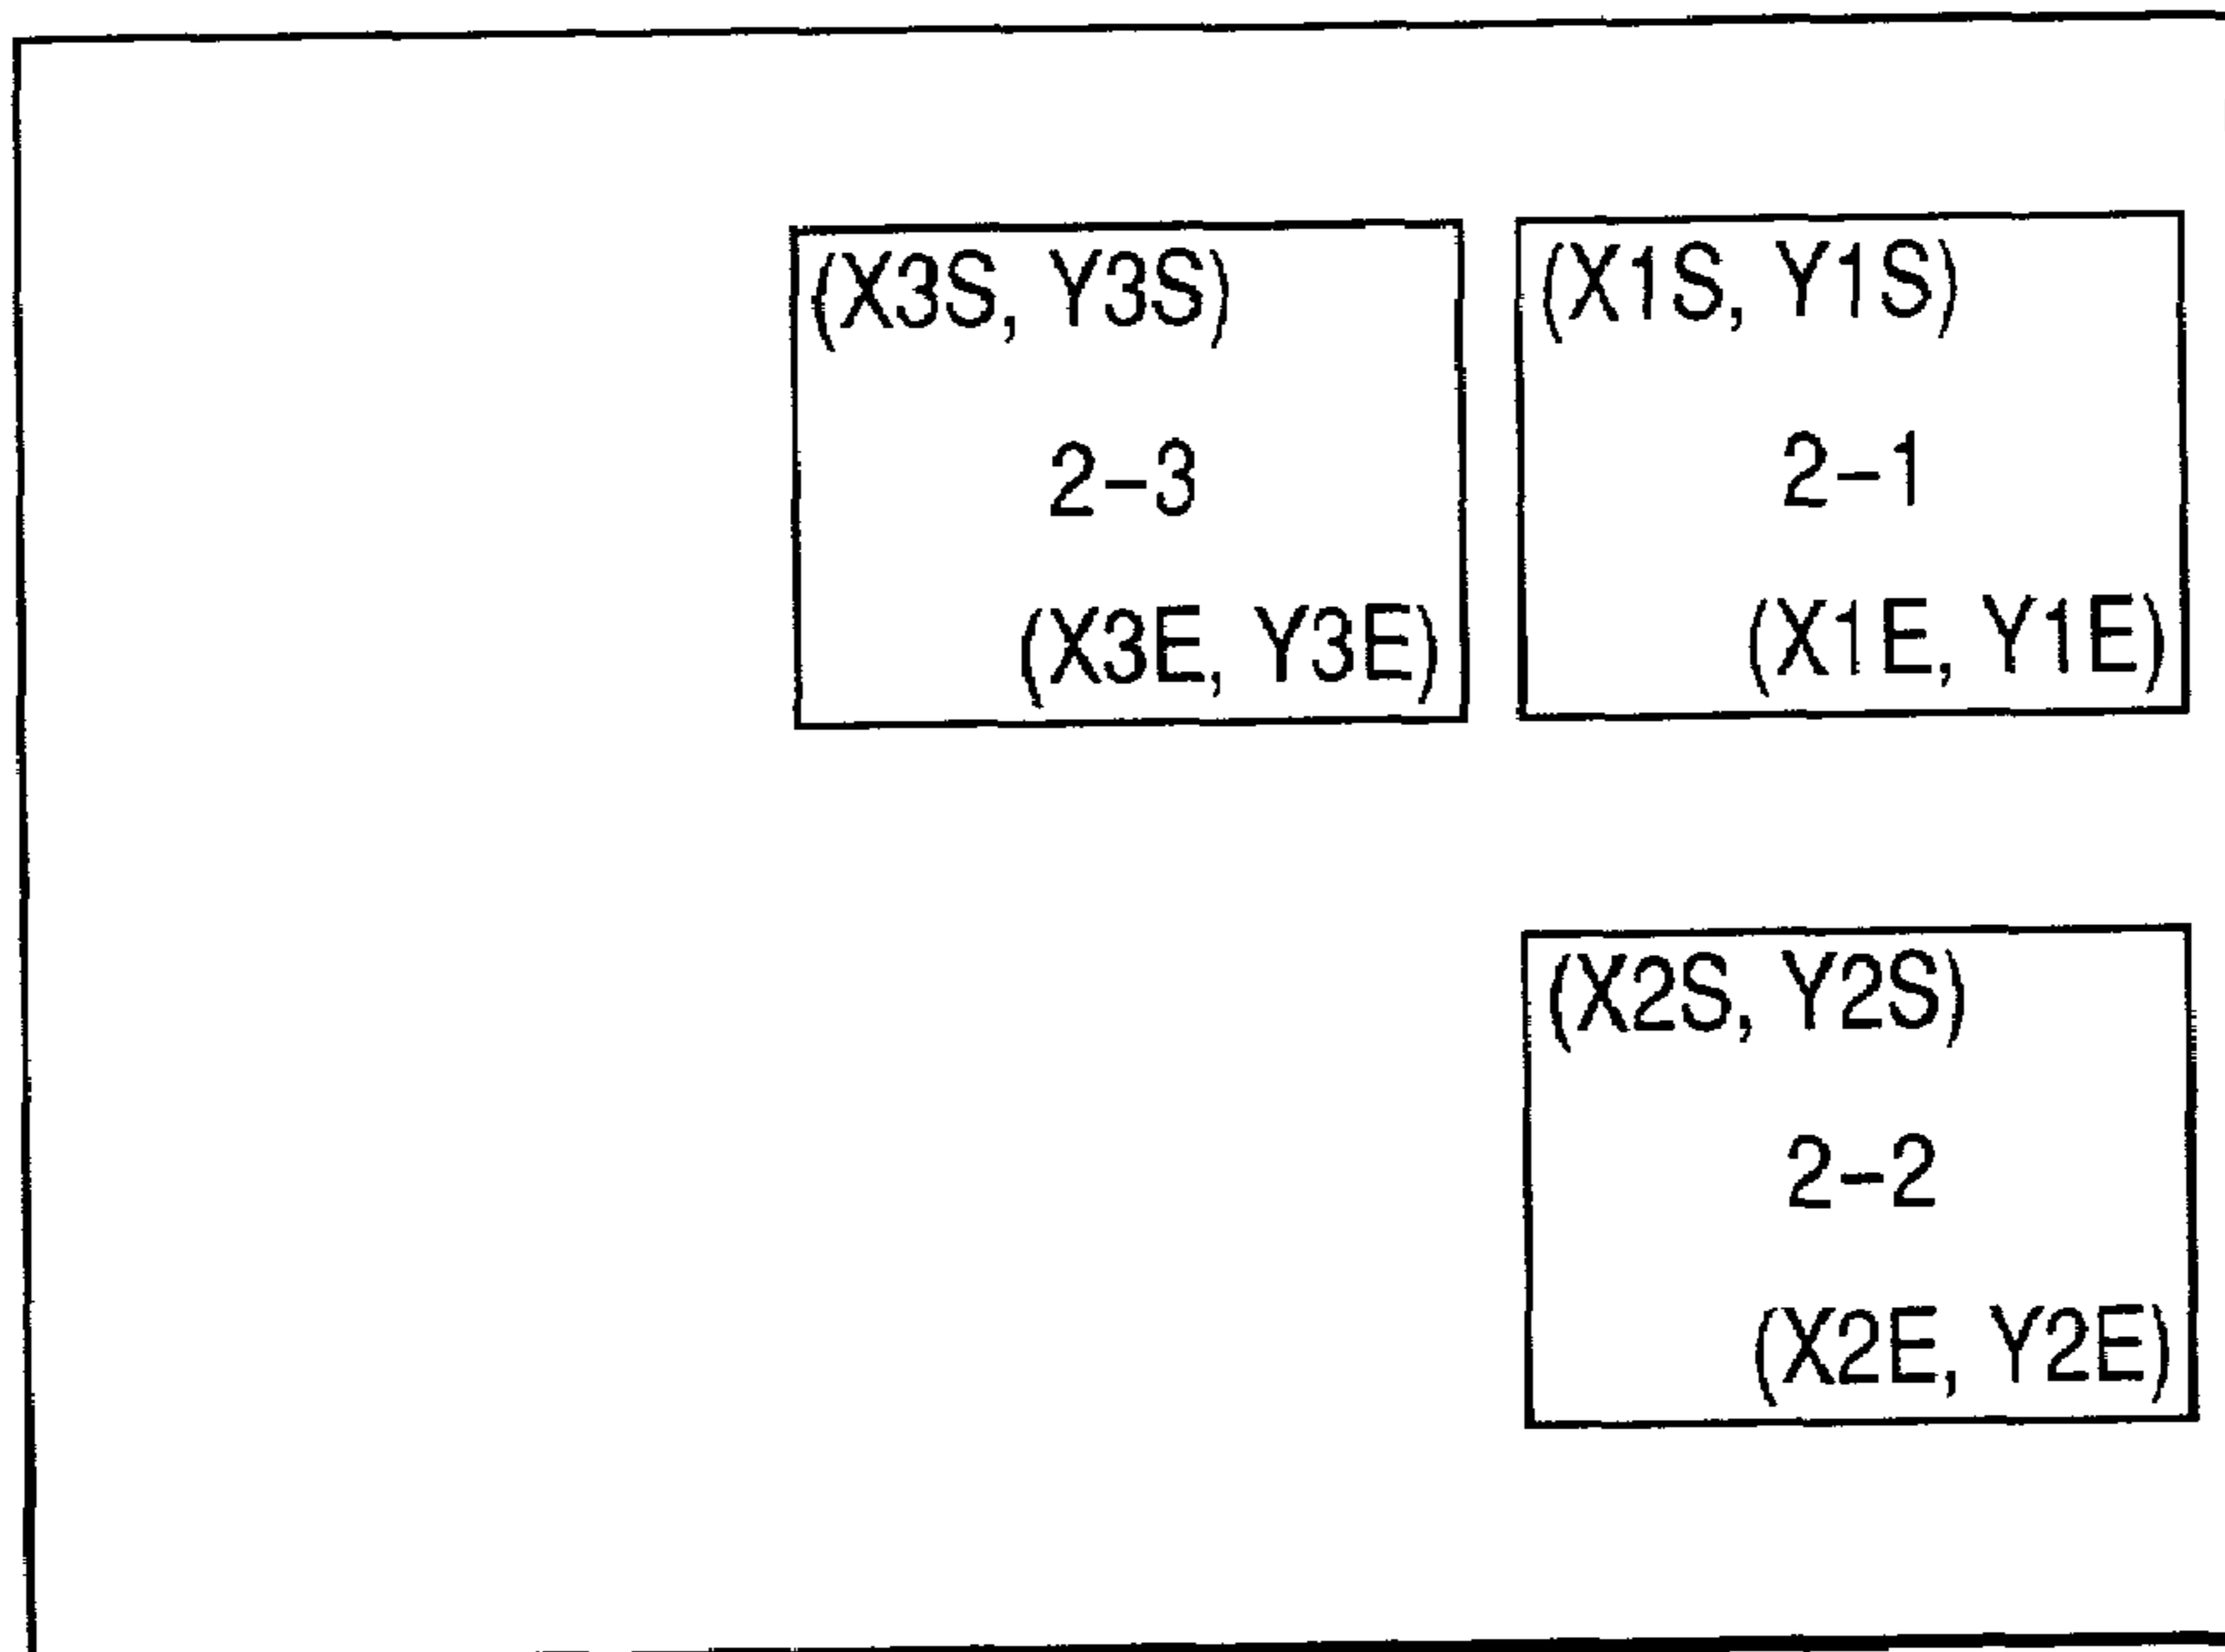 (X3S, Y3S)
2-3
(X3E, Y3E)
(X1S, Y1S)
2-1
(X1E, Y1E)
(X2S, Y2S)
2-2
(X2E, Y2E)